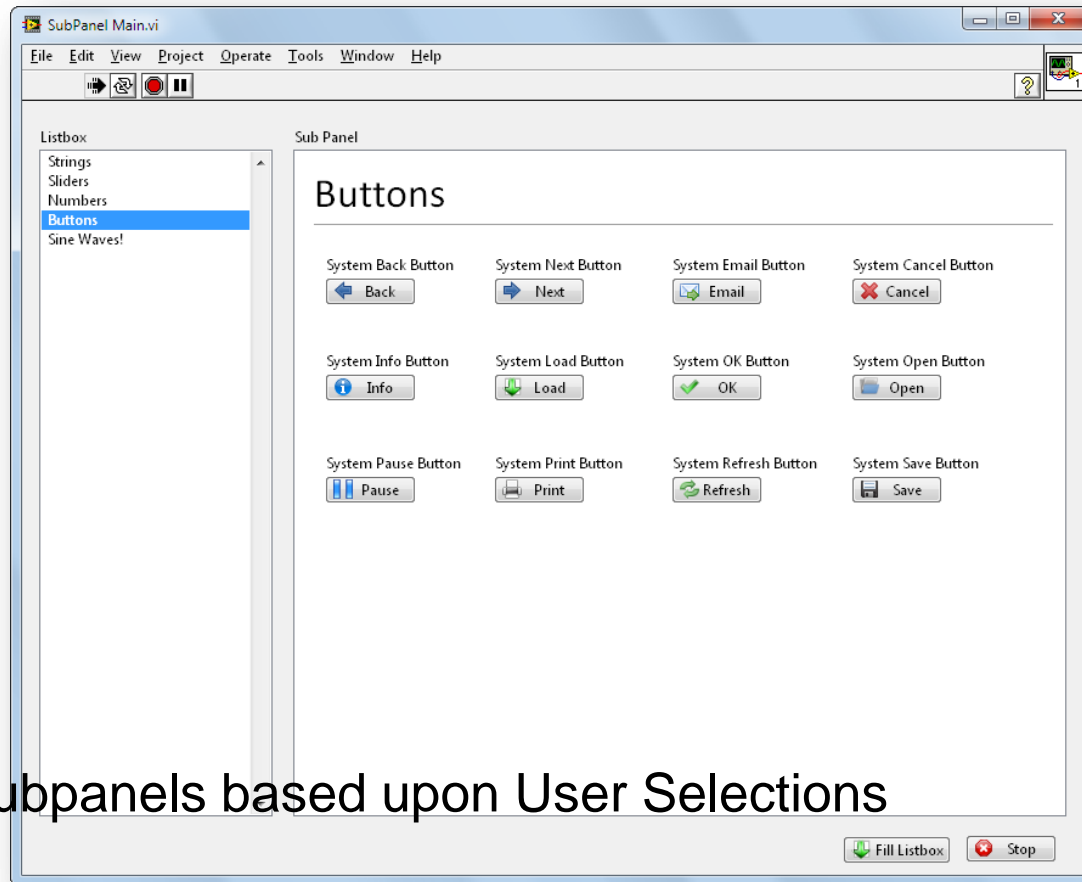 SubPanel Main.vi
File Edit View Project Operate Tools Window Help
1
Listbox
Strings
Sliders
Numbers
Buttons
Sine Waves!
Sub Panel
Buttons
System Back Button System Next Button System Email Button System Cancel Button
Back Next Email Cancel
System Info Button System Load Button System OK Button System Open Button
Info Load OK Open
System Pause Button System Print Button System Refresh Button System Save Button
Pause Print Refresh Save
ubpanels based upon User Selections
Fill Listbox Stop